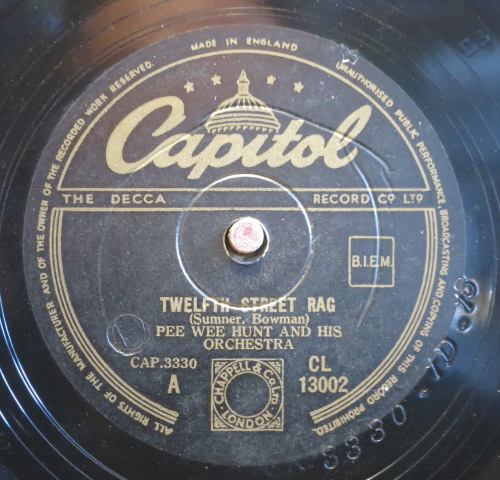 MADE IN ENGLAND
ALL RIGHTS OF THE MANUFACTURER AND OF THE OWNER OF THE RECORDED WORK RESERVED.
UNAUTHORISED PUBLIC PERFORMANCE, BROADCASTING AND COPYING OF THIS RECORD PROHIBITED.
Capitol
THE DECCA RECORD Cº LTD
B.I.E.M.
TWELFTH STREET RAG
(Sumner, Bowman)
PEE WEE HUNT AND HIS
ORCHESTRA
CAP.3330
A
CHAPPELL & Cº LTD
LONDON
CL
13002
3330